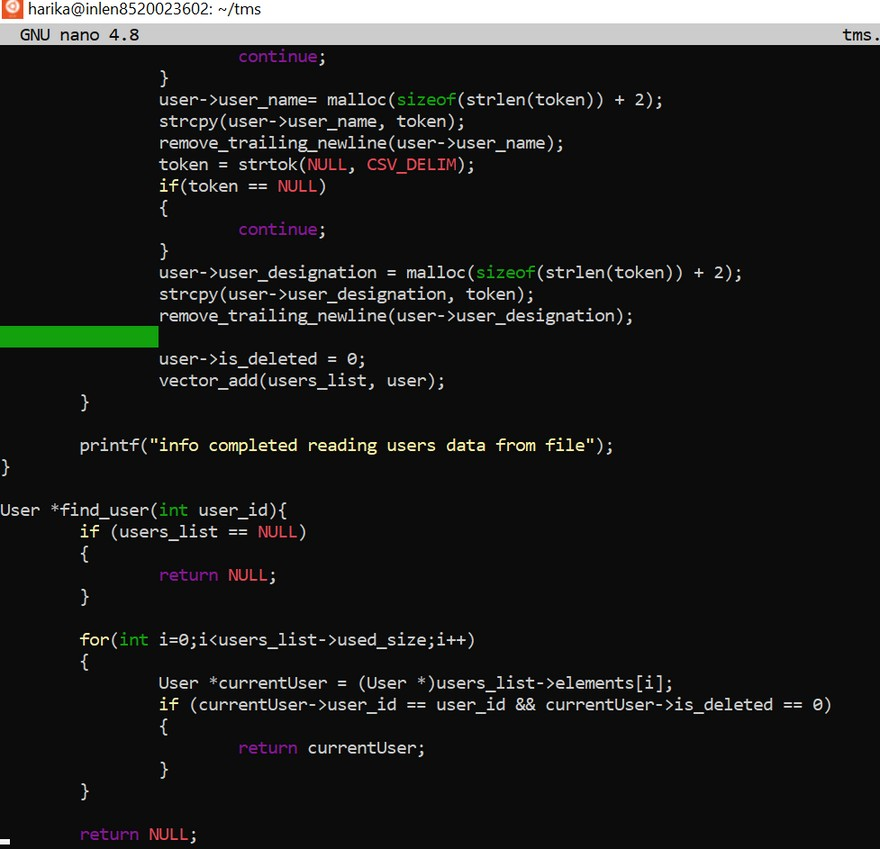 harika@inlen8520023602: ~/tms
GNU nano 4.8 tms.
continue;
}
user->user_name= malloc(sizeof(strlen(token)) + 2);
strcpy(user->user_name, token);
remove_trailing_newline(user->user_name);
token = strtok(NULL, CSV_DELIM);
if(token == NULL)
{
continue;
}
user->user_designation = malloc(sizeof(strlen(token)) + 2);
strcpy(user->user_designation, token);
remove_trailing_newline(user->user_designation);
user->is_deleted = 0;
vector_add(users_list, user);
}
printf("info completed reading users data from file");
}
User *find_user(int user_id){
if (users_list == NULL)
{
return NULL;
}
for(int i=0;i<users_list->used_size;i++)
{
User *currentUser = (User *)users_list->elements[i];
if (currentUser->user_id == user_id && currentUser->is_deleted == 0)
{
return currentUser;
}
}
return NULL;